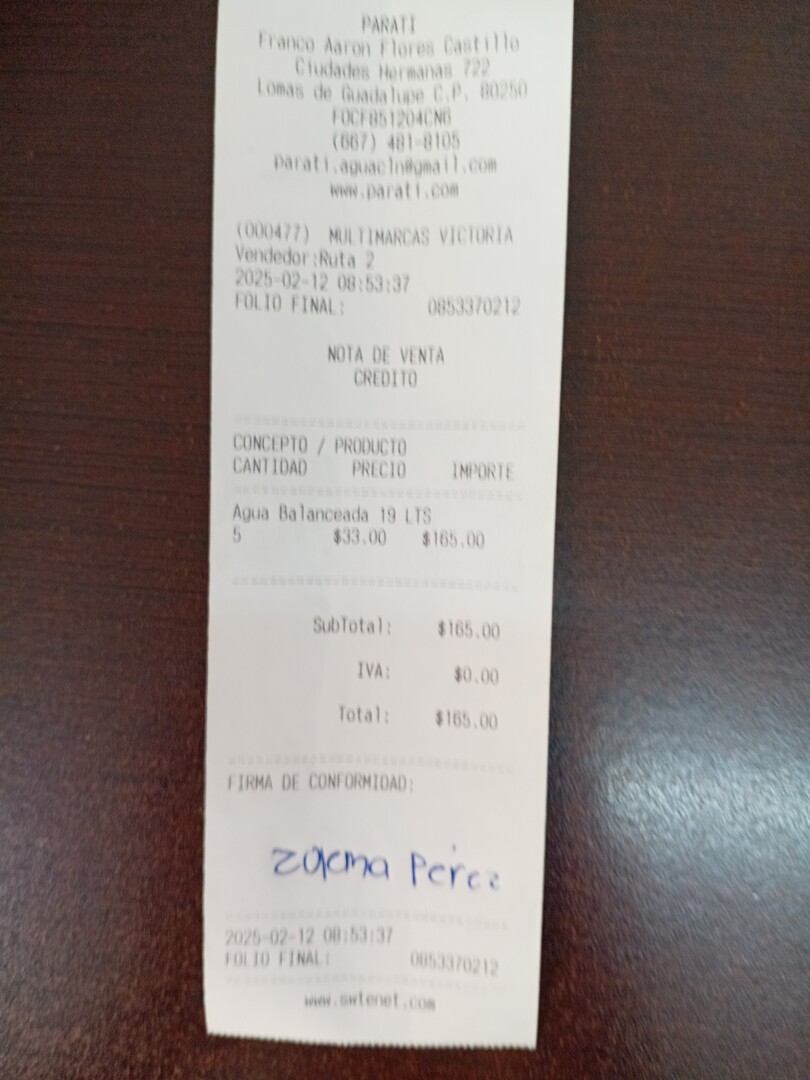 PARATI
Franco Aaron Flores Castillo
Ciudades Hermanas 722
Lomas de Guadalupe C.P. 80250
FOCF851204CN6
(667) 481-8105
parati.aguacln@gmail.com
www.parati.com
(000477) MULTIMARCAS VICTORIA
Vendedor:Ruta 2
2025-02-12 08:53:37
FOLIO FINAL: 0853370212
NOTA DE VENTA
CREDITO
CONCEPTO / PRODUCTO
CANTIDAD PRECIO IMPORTE
Agua Balanceada 19 LTS
5 $33.00 $165.00
SubTotal: $165.00
IVA: $0.00
Total: $165.00
FIRMA DE CONFORMIDAD:
Pérez
2025-02-12 08:53:37
FOLIO FINAL: 0853370212
www.swtenet.com